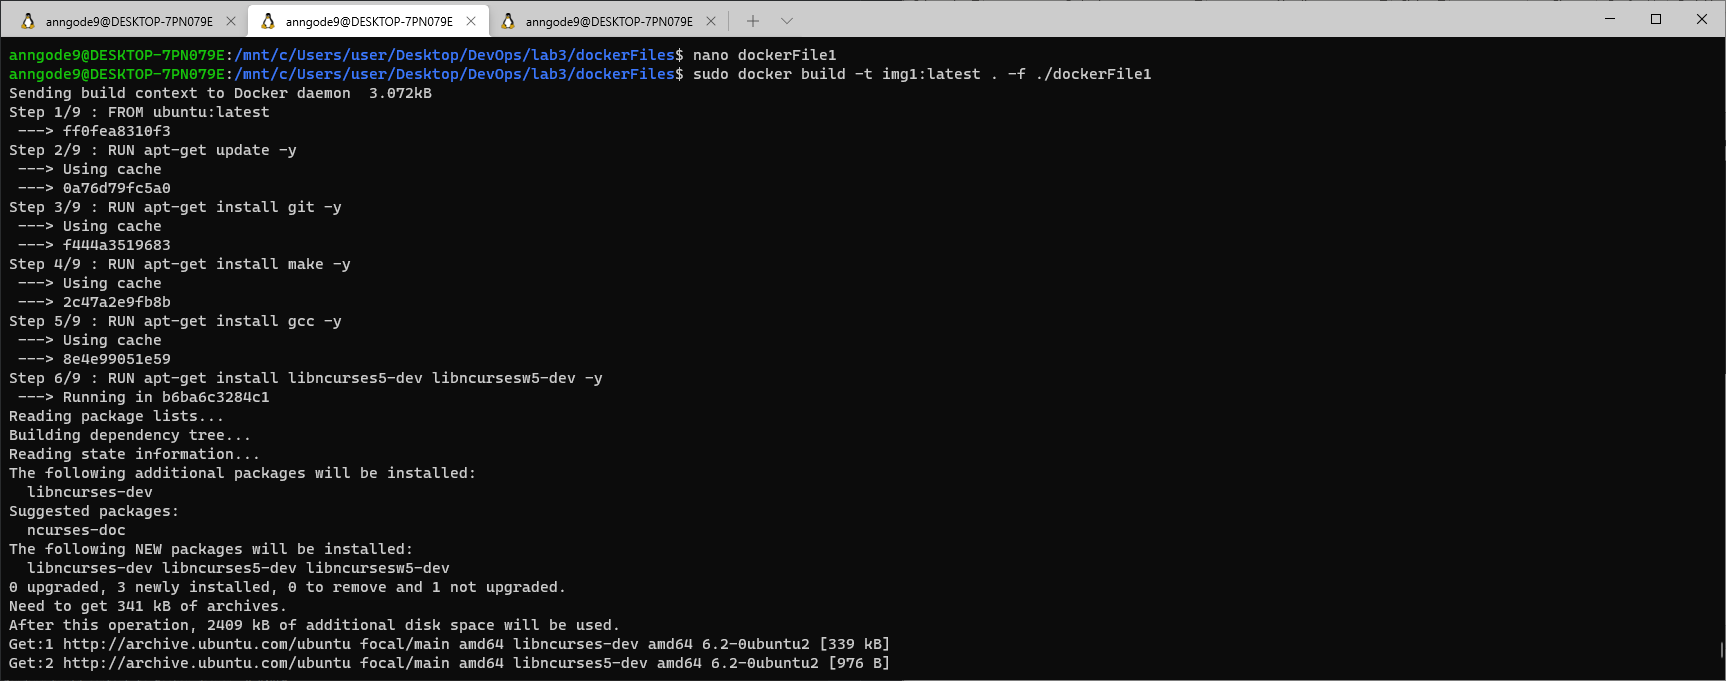 anngode9@DESKTOP-7PN079E
anngode9@DESKTOP-7PN079E
anngode9@DESKTOP-7PN079E
anngode9@DESKTOP-7PN079E:/mnt/c/Users/user/Desktop/DevOps/lab3/dockerFiles$ nano dockerFile1
anngode9@DESKTOP-7PN079E:/mnt/c/Users/user/Desktop/DevOps/lab3/dockerFiles$ sudo docker build -t img1:latest . -f ./dockerFile1
Sending build context to Docker daemon  3.072kB
Step 1/9 : FROM ubuntu:latest
 ---> ff0fea8310f3
Step 2/9 : RUN apt-get update -y
 ---> Using cache
 ---> 0a76d79fc5a0
Step 3/9 : RUN apt-get install git -y
 ---> Using cache
 ---> f444a3519683
Step 4/9 : RUN apt-get install make -y
 ---> Using cache
 ---> 2c47a2e9fb8b
Step 5/9 : RUN apt-get install gcc -y
 ---> Using cache
 ---> 8e4e99051e59
Step 6/9 : RUN apt-get install libncurses5-dev libncursesw5-dev -y
 ---> Running in b6ba6c3284c1
Reading package lists...
Building dependency tree...
Reading state information...
The following additional packages will be installed:
  libncurses-dev
Suggested packages:
  ncurses-doc
The following NEW packages will be installed:
  libncurses-dev libncurses5-dev libncursesw5-dev
0 upgraded, 3 newly installed, 0 to remove and 1 not upgraded.
Need to get 341 kB of archives.
After this operation, 2409 kB of additional disk space will be used.
Get:1 http://archive.ubuntu.com/ubuntu focal/main amd64 libncurses-dev amd64 6.2-0ubuntu2 [339 kB]
Get:2 http://archive.ubuntu.com/ubuntu focal/main amd64 libncurses5-dev amd64 6.2-0ubuntu2 [976 B]